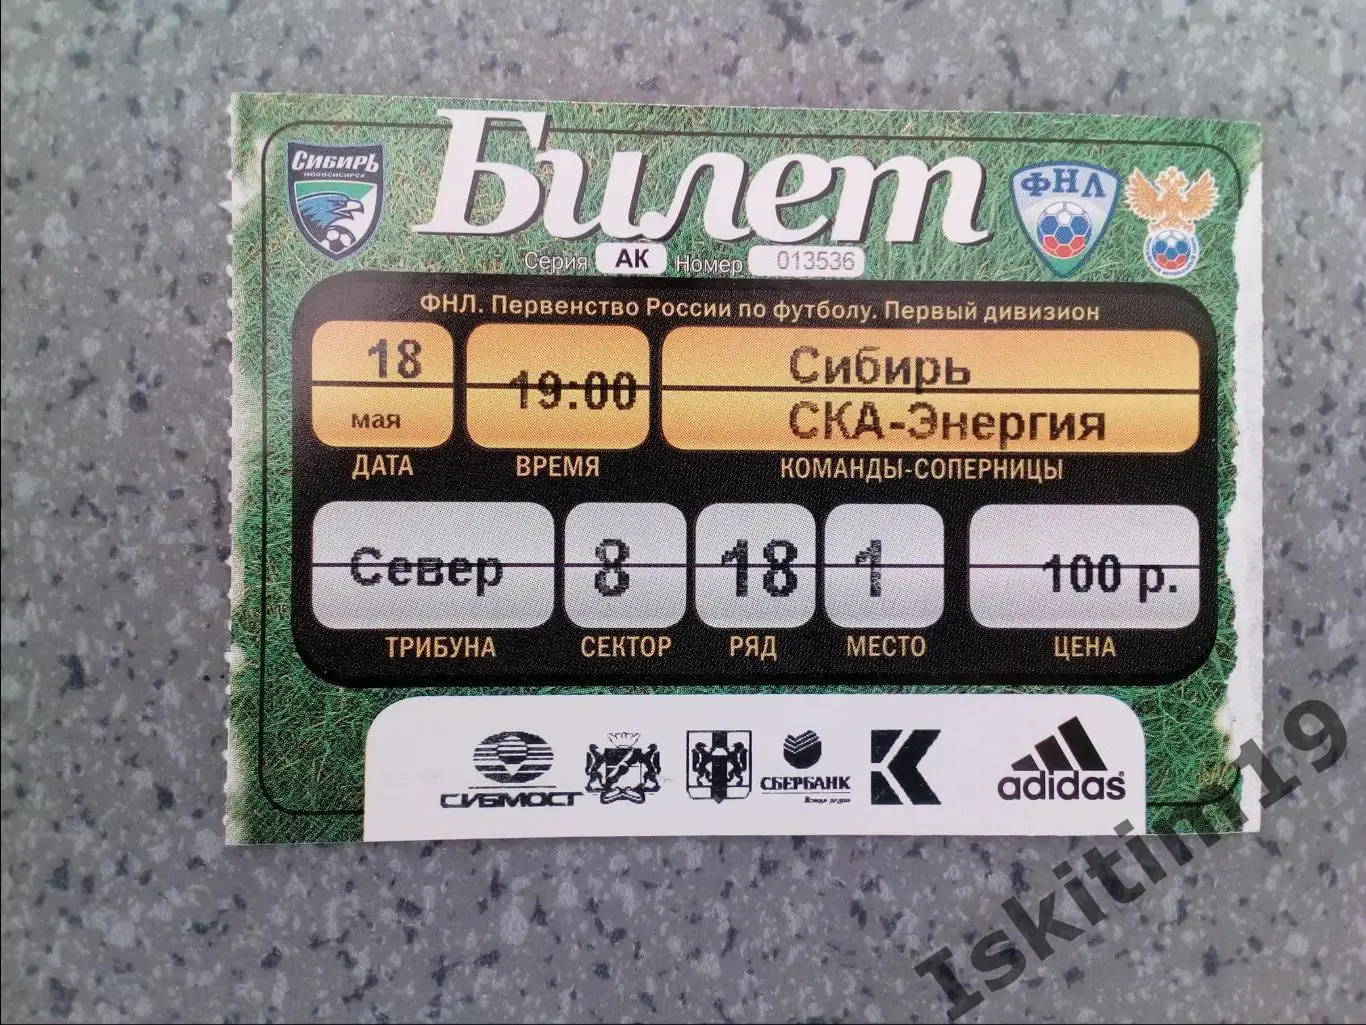 Билет
СИБИРЬ
НОВОСИБИРСК
ФНЛ
Серия АК Номер 013536
ФНЛ. Первенство России по футболу. Первый дивизион
18
мая
19:00
Сибирь
СКА-Энергия
ДАТА ВРЕМЯ КОМАНДЫ-СОПЕРНИЦЫ
Север 8 18 1 100 р.
ТРИБУНА СЕКТОР РЯД МЕСТО ЦЕНА
СИБМОСТ СБЕРБАНК К adidas
Всегда рядом
Iskitim19